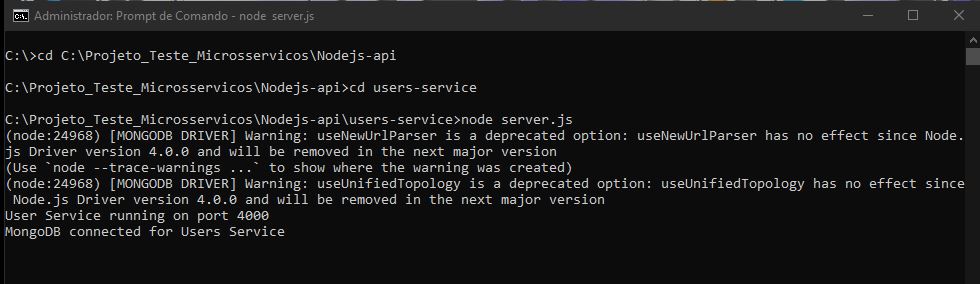 Administrador: Prompt de Comando - node server.js
C:\>cd C:\Projeto_Teste_Microsservicos\Nodejs-api
C:\Projeto_Teste_Microsservicos\Nodejs-api>cd users-service
C:\Projeto_Teste_Microsservicos\Nodejs-api\users-service>node server.js
(node:24968) [MONGODB DRIVER] Warning: useNewUrlParser is a deprecated option: useNewUrlParser has no effect since Node.
js Driver version 4.0.0 and will be removed in the next major version
(Use `node --trace-warnings ...` to show where the warning was created)
(node:24968) [MONGODB DRIVER] Warning: useUnifiedTopology is a deprecated option: useUnifiedTopology has no effect since
Node.js Driver version 4.0.0 and will be removed in the next major version
User Service running on port 4000
MongoDB connected for Users Service